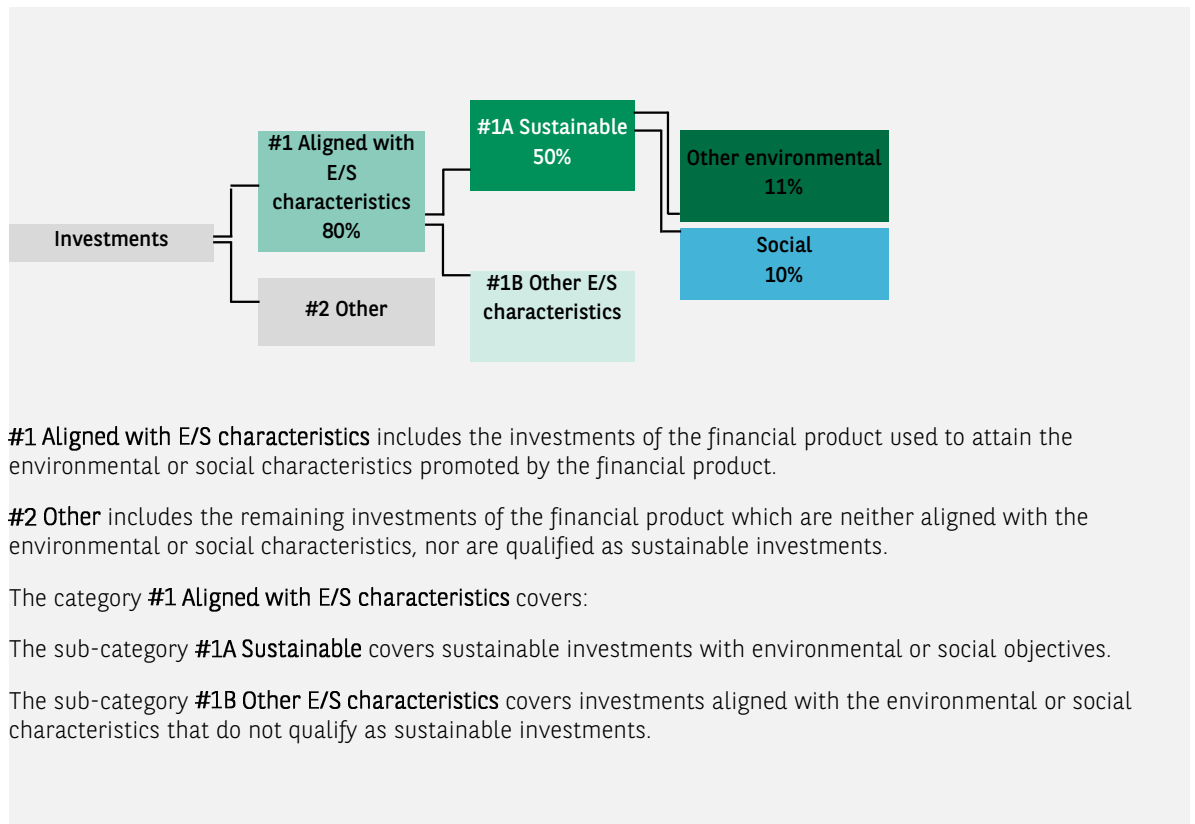 #1A Sustainable
50%
#1 Aligned with
E/S
characteristics
80%
Other environmental
11%
Investments
Social
10%
#1B Other E/S
characteristics
#2 Other
#1 Aligned with E/S characteristics includes the investments of the financial product used to attain the
environmental or social characteristics promoted by the financial product.
#2 Other includes the remaining investments of the financial product which are neither aligned with the
environmental or social characteristics, nor are qualified as sustainable investments.
The category #1 Aligned with E/S characteristics covers:
The sub-category #1A Sustainable covers sustainable investments with environmental or social objectives.
The sub-category #1B Other E/S characteristics covers investments aligned with the environmental or social
characteristics that do not qualify as sustainable investments.